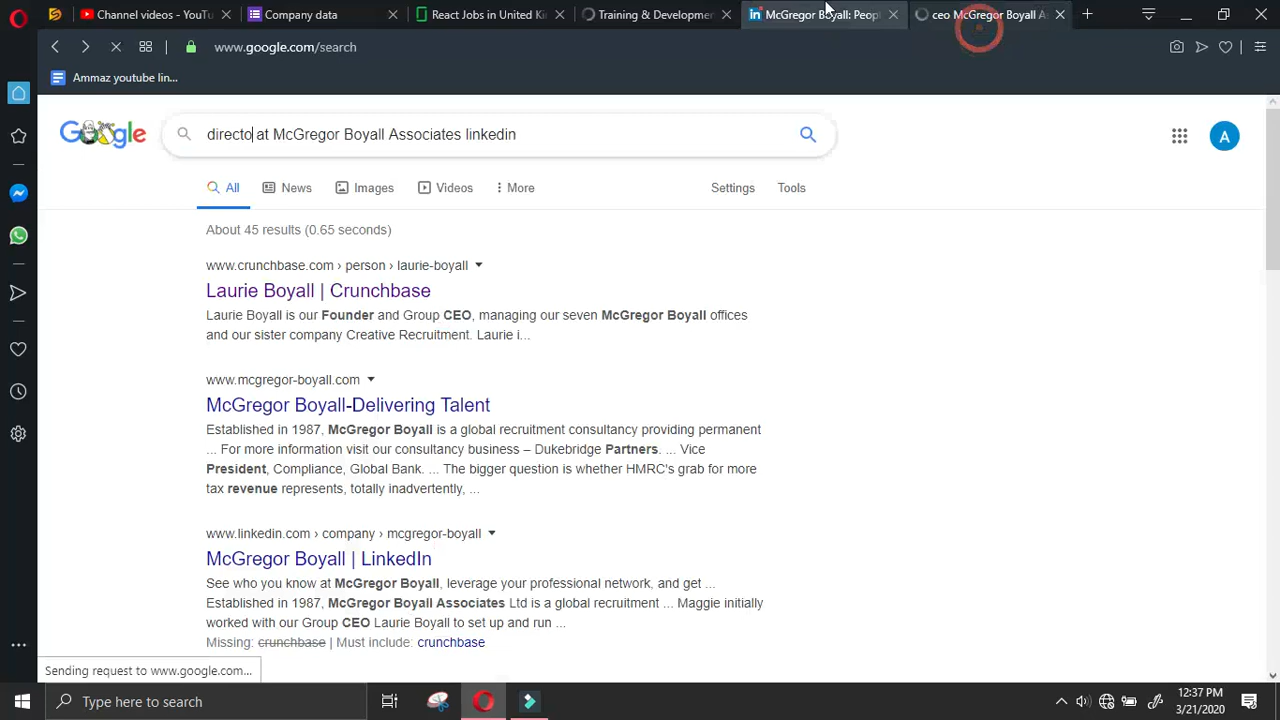 Channel videos - YouTu
Company data
React Jobs in United Kin
Training & Developmen
McGregor Boyall: Peopl
ceo McGregor Boyall As
www.google.com/search
Ammaz youtube lin...
Google
directo at McGregor Boyall Associates linkedin
A
All
News
Images
Videos
More
Settings
Tools
About 45 results (0.65 seconds)
www.crunchbase.com › person › laurie-boyall
Laurie Boyall | Crunchbase
Laurie Boyall is our Founder and Group CEO, managing our seven McGregor Boyall offices
and our sister company Creative Recruitment. Laurie i...
www.mcgregor-boyall.com
McGregor Boyall-Delivering Talent
Established in 1987, McGregor Boyall is a global recruitment consultancy providing permanent
... For more information visit our consultancy business – Dukebridge Partners. ... Vice
President, Compliance, Global Bank. ... The bigger question is whether HMRC's grab for more
tax revenue represents, totally inadvertently, ...
www.linkedin.com › company › mcgregor-boyall
McGregor Boyall | LinkedIn
See who you know at McGregor Boyall, leverage your professional network, and get ...
Established in 1987, McGregor Boyall Associates Ltd is a global recruitment ... Maggie initially
worked with our Group CEO Laurie Boyall to set up and run ...
Missing: crunchbase | Must include: crunchbase
Sending request to www.google.com...
Type here to search
12:37 PM
3/21/2020